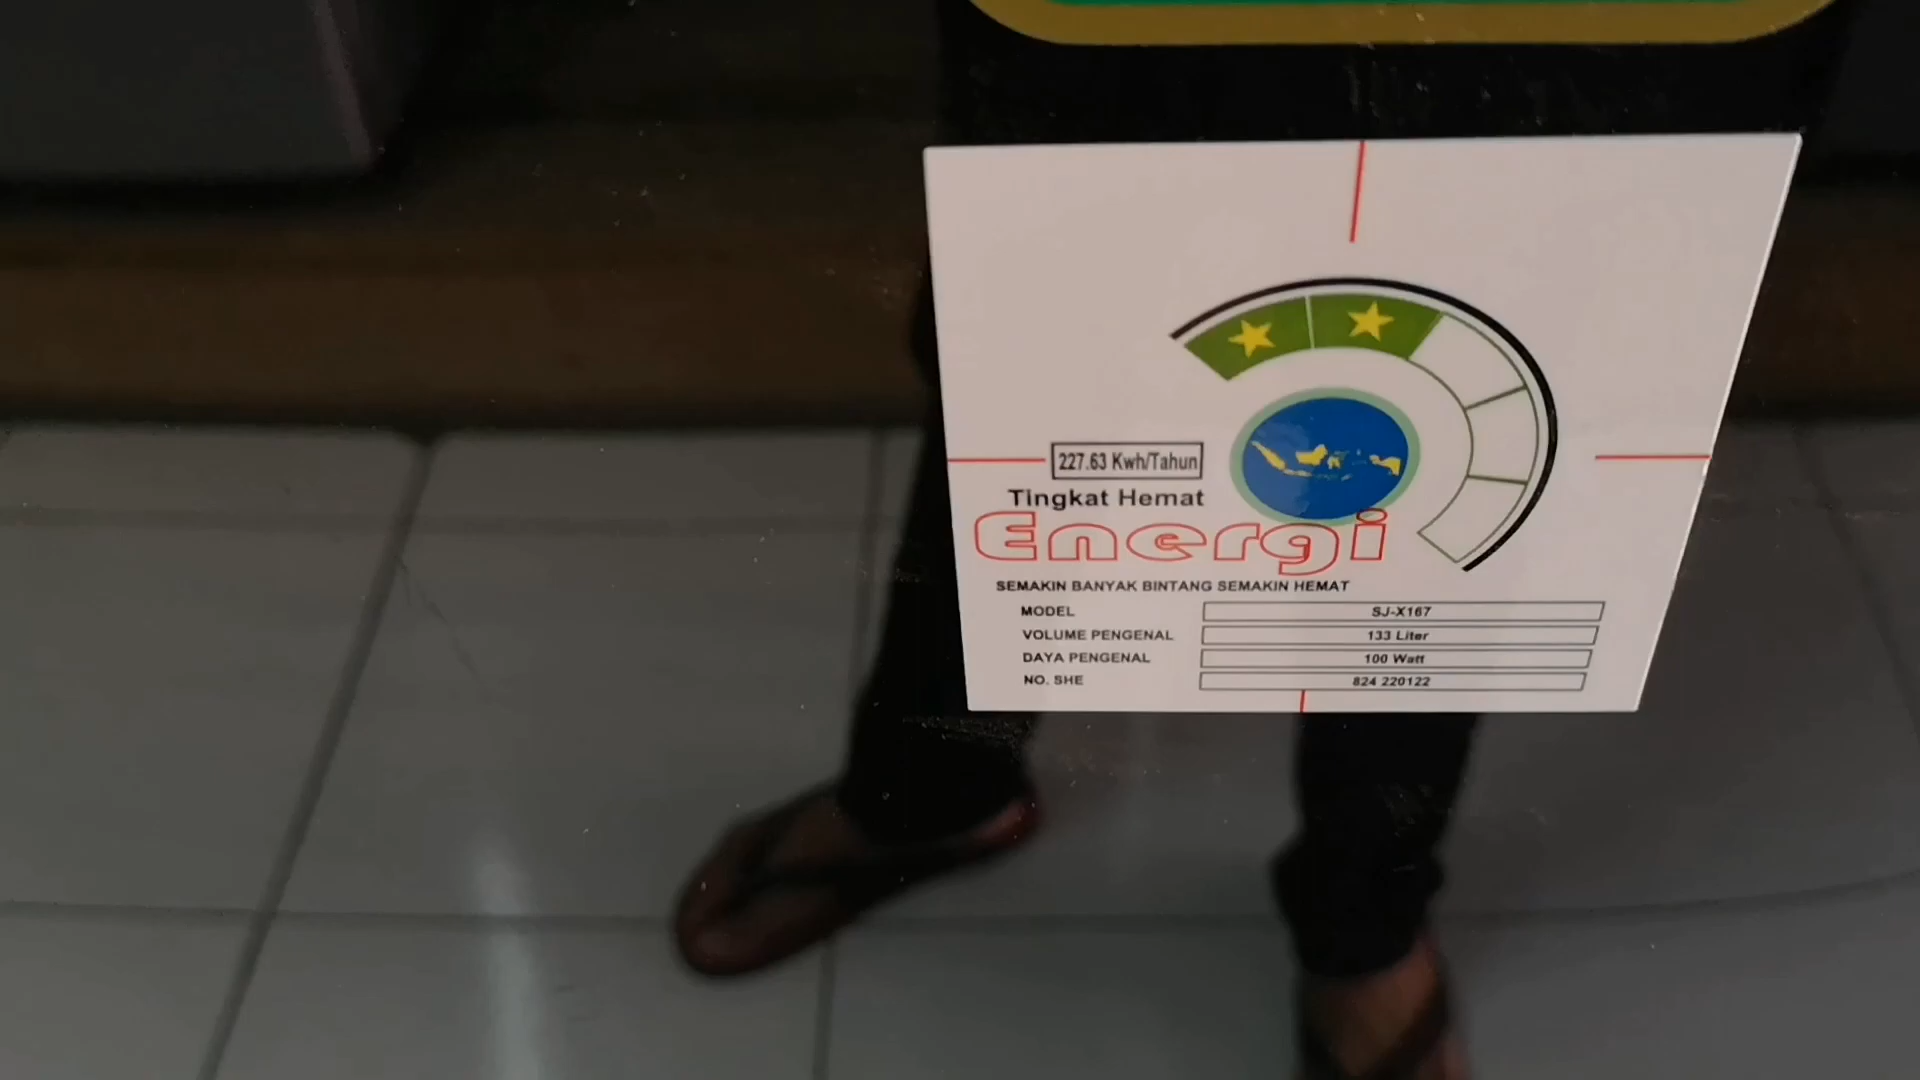 227.63 Kwh/Tahun
Tingkat Hemat
Energi
SEMAKIN BANYAK BINTANG SEMAKIN HEMAT
MODEL SJ-X167
VOLUME PENGENAL 133 Liter
DAYA PENGENAL 100 Watt
NO. SHE 824 220122